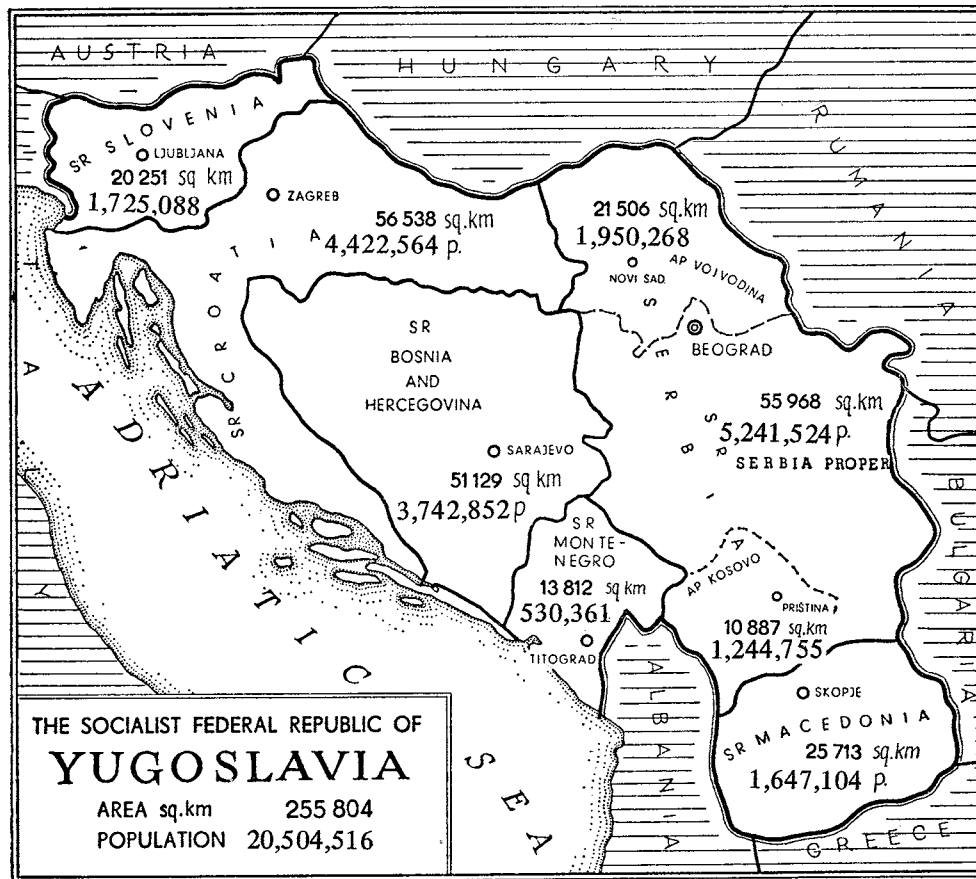 AUSTRIA
HUNGARY
RUMANIA
SR SLOVENIA
LJUBLJANA
20 251 sq km
1,725,088
ZAGREB
56 538 sq.km
4,422,564 p.
SR CROATIA
21 506 sq.km
1,950,268
NOVI SAD
AP VOJVODINA
BEOGRAD
SR SERBIA
55 968 sq.km
5,241,524 p.
SERBIA PROPER
SR
BOSNIA
AND
HERCEGOVINA
SARAJEVO
51 129 sq km
3,742,852 p
SR
MONTE-
NEGRO
13 812 sq km
530,361
TITOGRAD
AP KOSOVO
PRIŠTINA
10 887 sq.km
1,244,755
SKOPJE
SR MACEDONIA
25 713 sq.km
1,647,104 p.
BULGARIA
ITALY
ADRIATIC SEA
ALBANIA
GREECE
THE SOCIALIST FEDERAL REPUBLIC OF
YUGOSLAVIA
AREA sq.km 255 804
POPULATION 20,504,516